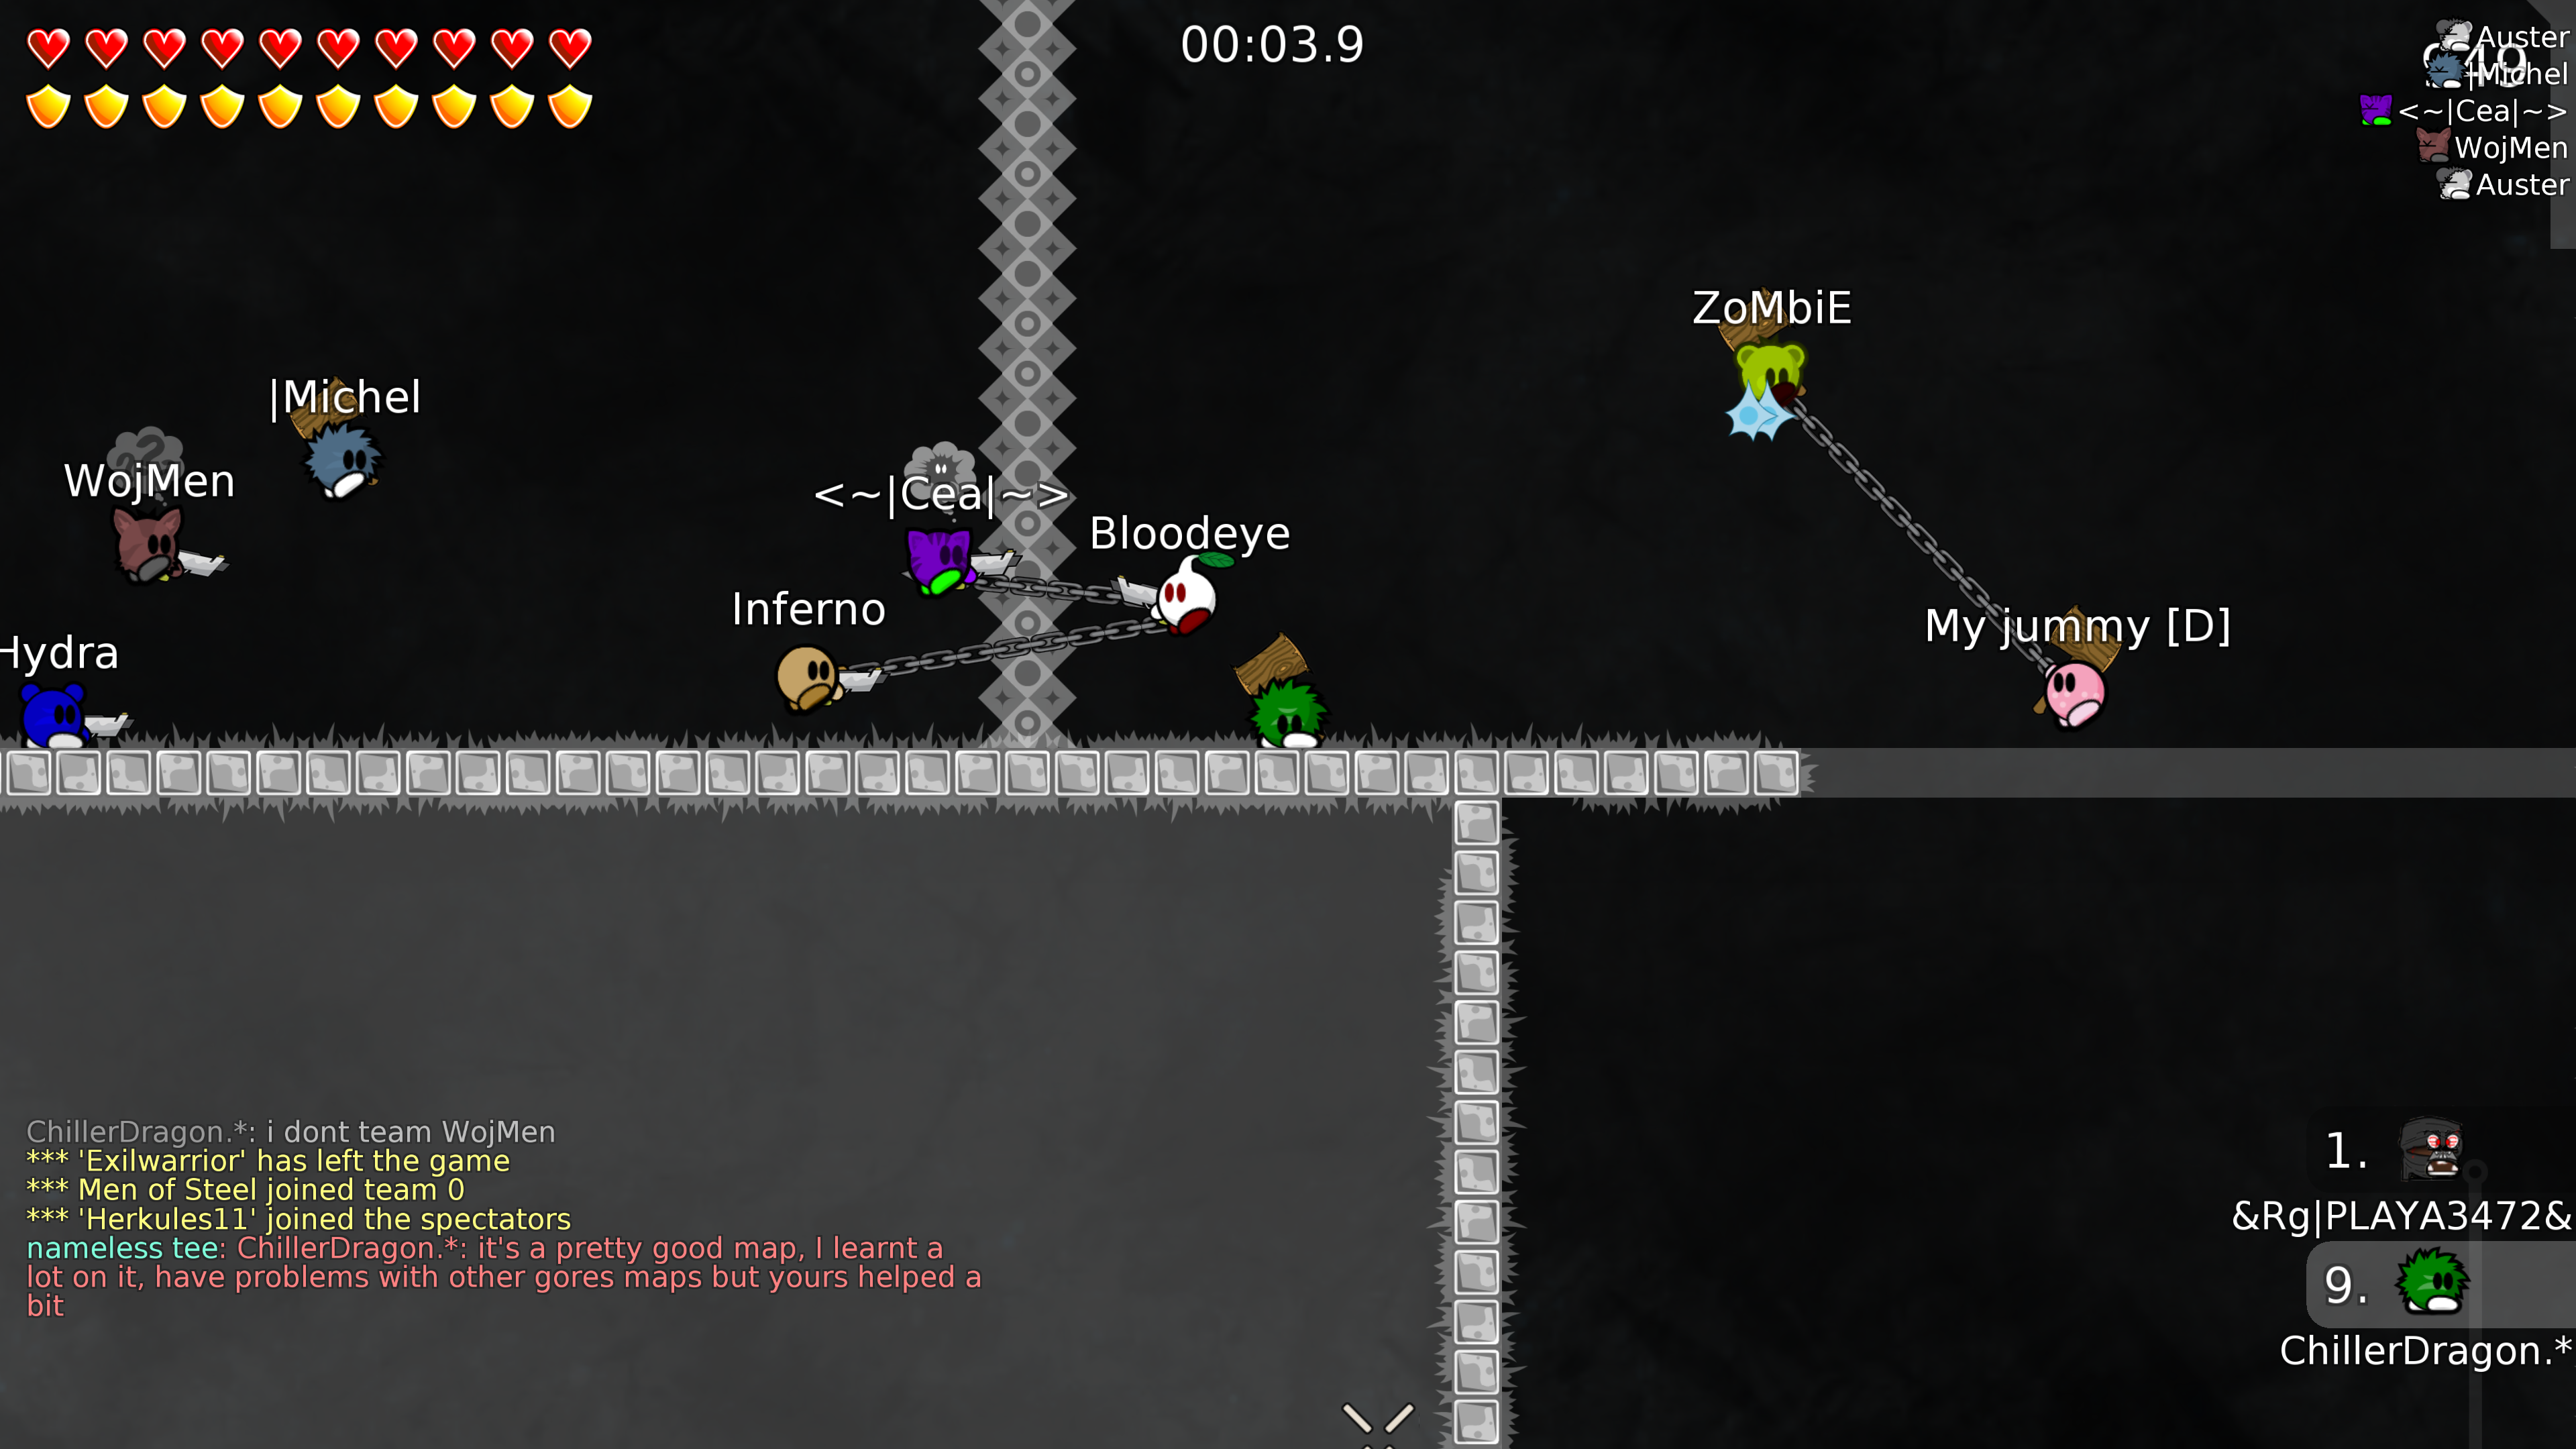 00:03.9
Auster
|Michel
<~|Cea|~>
WojMen
Auster
ZoMbiE
|Michel
WojMen
<~|Cea|~>
Bloodeye
Inferno
My jummy [D]
Hydra
ChillerDragon.*: i dont team WojMen
*** 'Exilwarrior' has left the game
*** Men of Steel joined team 0
*** 'Herkules11' joined the spectators
nameless tee: ChillerDragon.*: it's a pretty good map, I learnt a
lot on it, have problems with other gores maps but yours helped a
bit
1.
&Rg|PLAYA3472&
9.
ChillerDragon.*